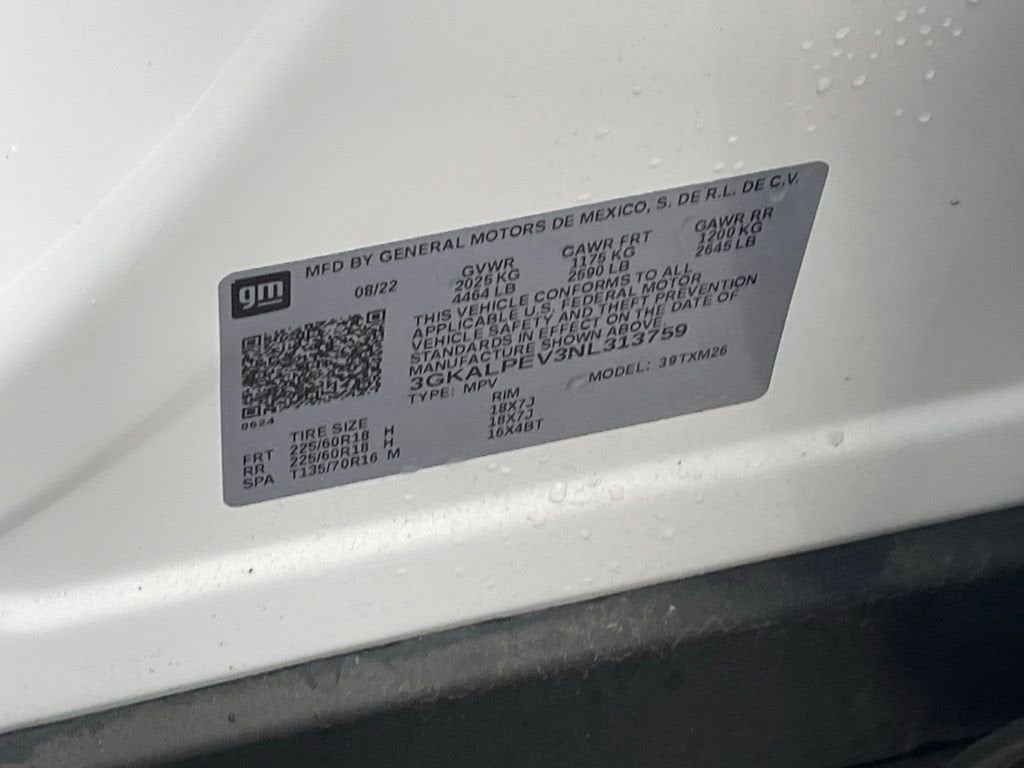 MFD BY GENERAL MOTORS DE MEXICO, S. DE R.L. DE C.V.
gm
08/22
GVWR GAWR FRT GAWR RR
2025 KG 1175 KG 1200 KG
4464 LB 2590 LB 2645 LB
THIS VEHICLE CONFORMS TO ALL
APPLICABLE U.S. FEDERAL MOTOR
VEHICLE SAFETY AND THEFT PREVENTION
STANDARDS IN EFFECT ON THE DATE OF
MANUFACTURE SHOWN ABOVE
3GKALPEV3NL313759
TYPE: MPV MODEL: 39TXM26
0624
TIRE SIZE RIM
FRT 225/60R18 H 18X7J
RR 225/60R18 H 18X7J
SPA T135/70R16 M 16X4BT